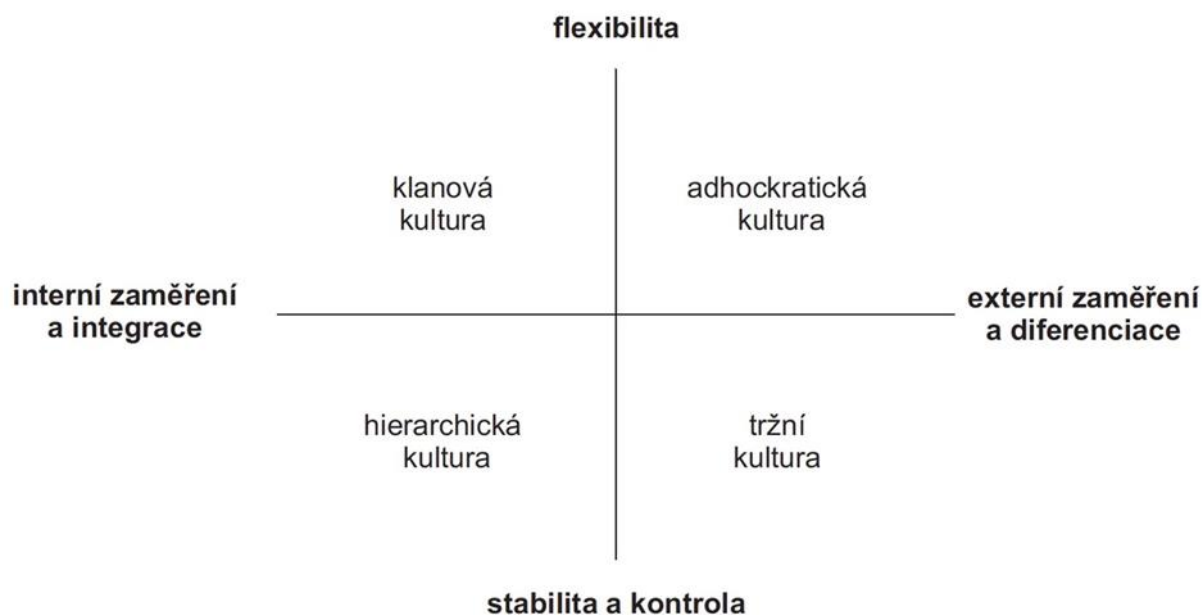 flexibilita
klanová
kultura
adhockratická
kultura
interní zaměření
a integrace
externí zaměření
a diferenciace
hierarchická
kultura
tržní
kultura
stabilita a kontrola